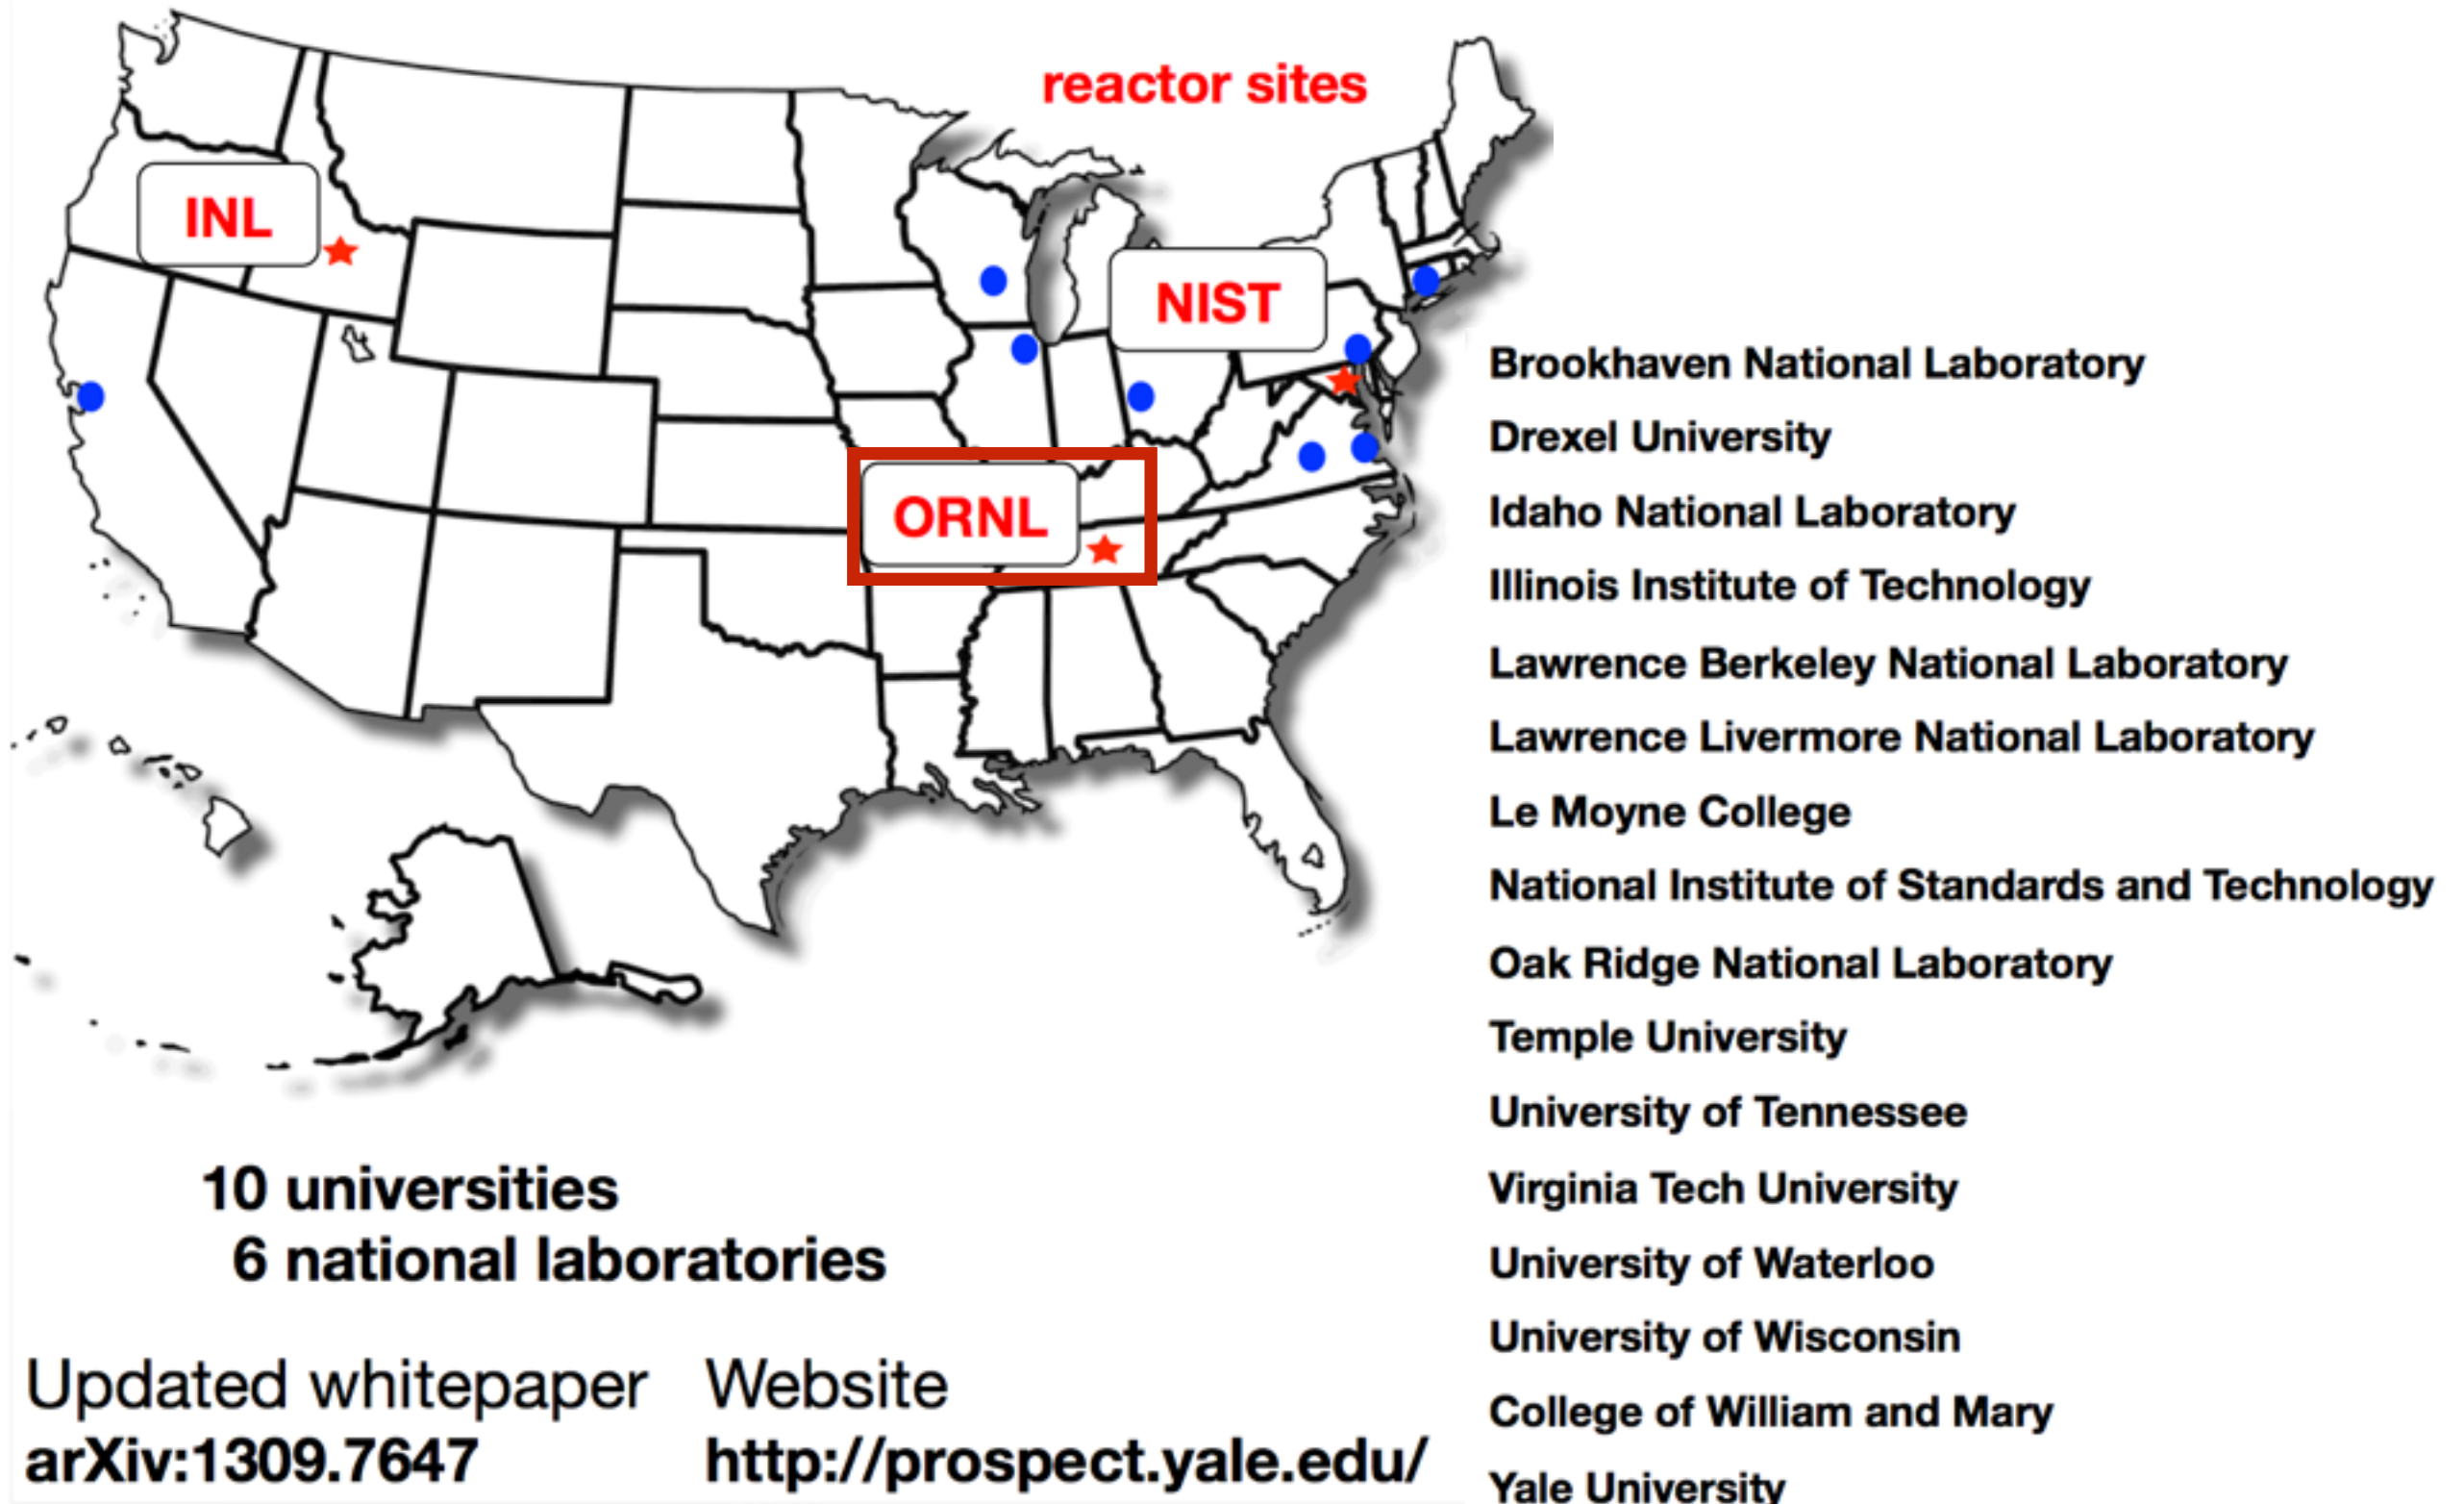 reactor sites
INL
NIST
ORNL
Brookhaven National Laboratory
Drexel University
Idaho National Laboratory
Illinois Institute of Technology
Lawrence Berkeley National Laboratory
Lawrence Livermore National Laboratory
Le Moyne College
National Institute of Standards and Technology
Oak Ridge National Laboratory
Temple University
University of Tennessee
Virginia Tech University
University of Waterloo
University of Wisconsin
College of William and Mary
Yale University
10 universities
6 national laboratories
Updated whitepaper
arXiv:1309.7647
Website
http://prospect.yale.edu/